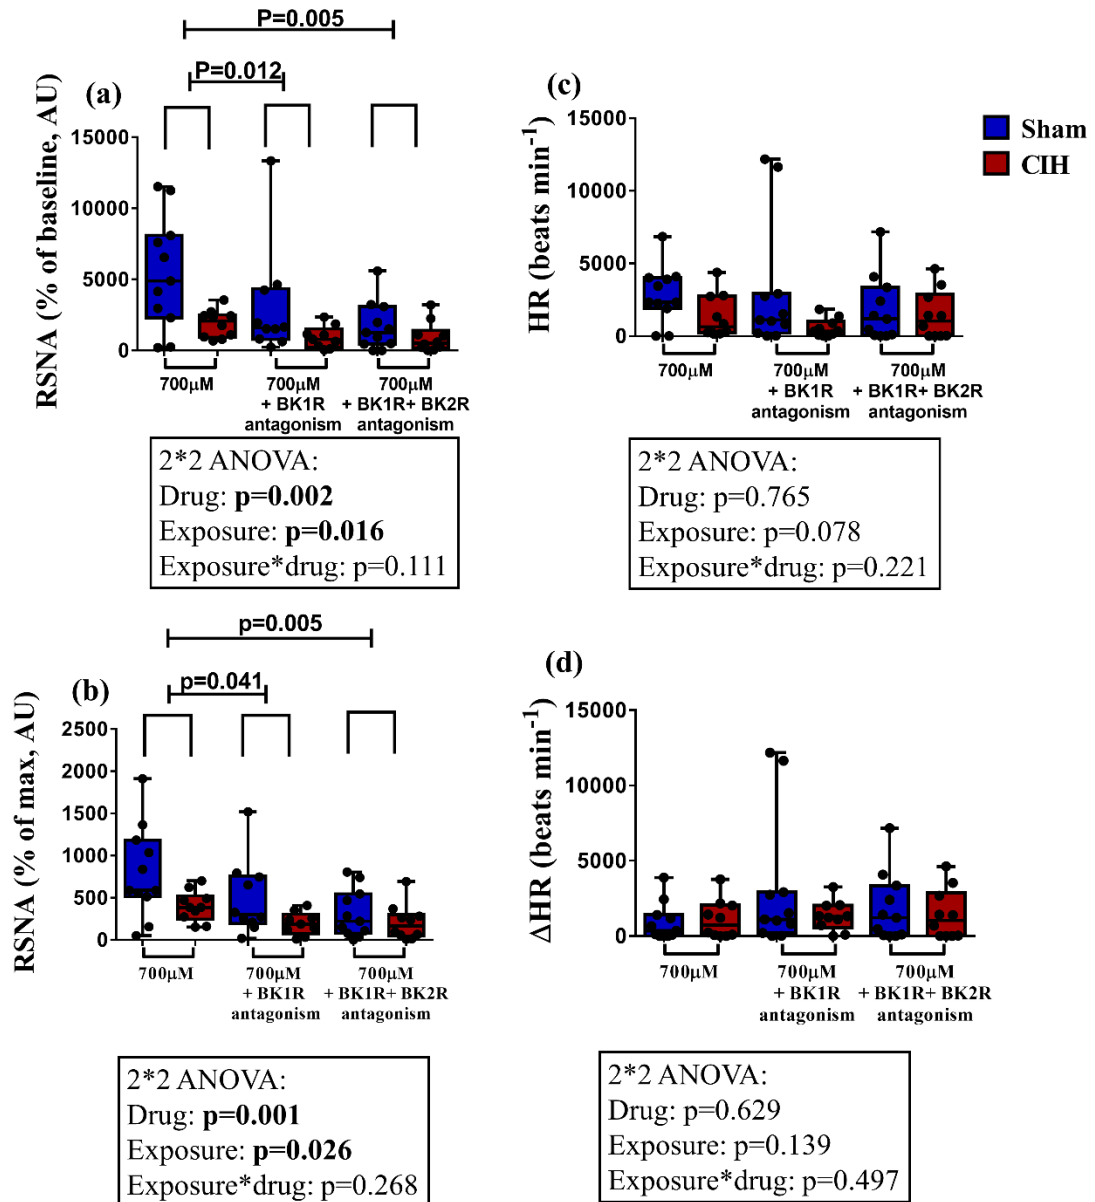 P=0.005
P=0.012
(a)
RSNA (% of baseline, AU)
15000
10000
5000
0
700μM
700μM
+ BK1R
antagonism
700μM
+ BK1R+ BK2R
antagonism
2*2 ANOVA:
Drug: p=0.002
Exposure: p=0.016
Exposure*drug: p=0.111
(c)
HR (beats min-1)
15000
10000
5000
0
700μM
700μM
+ BK1R
antagonism
700μM
+ BK1R+ BK2R
antagonism
Sham
CIH
2*2 ANOVA:
Drug: p=0.765
Exposure: p=0.078
Exposure*drug: p=0.221
p=0.005
p=0.041
(b)
RSNA (% of max, AU)
2500
2000
1500
1000
500
0
700μM
700μM
+ BK1R
antagonism
700μM
+ BK1R+ BK2R
antagonism
2*2 ANOVA:
Drug: p=0.001
Exposure: p=0.026
Exposure*drug: p=0.268
(d)
ΔHR (beats min-1)
15000
10000
5000
0
700μM
700μM
+ BK1R
antagonism
700μM
+ BK1R+ BK2R
antagonism
2*2 ANOVA:
Drug: p=0.629
Exposure: p=0.139
Exposure*drug: p=0.497